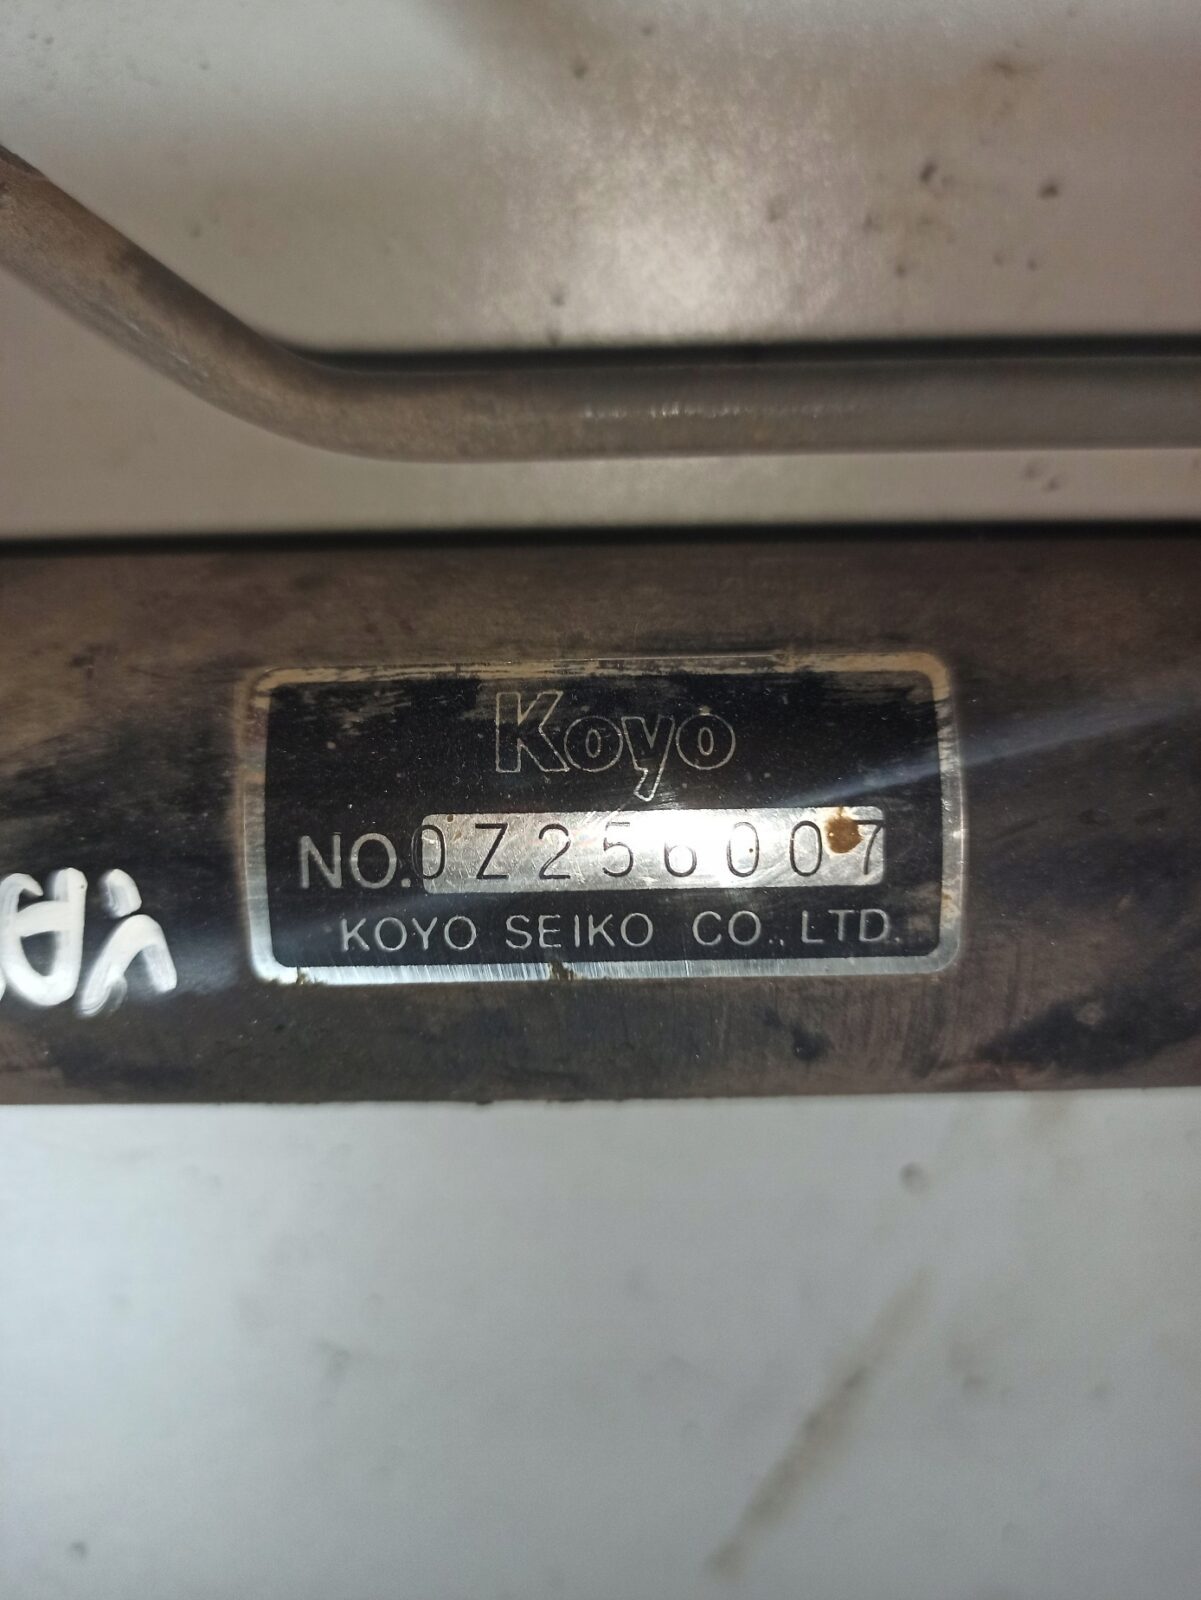 Koyo
NO.0Z256007
KOYO SEIKO CO., LTD.